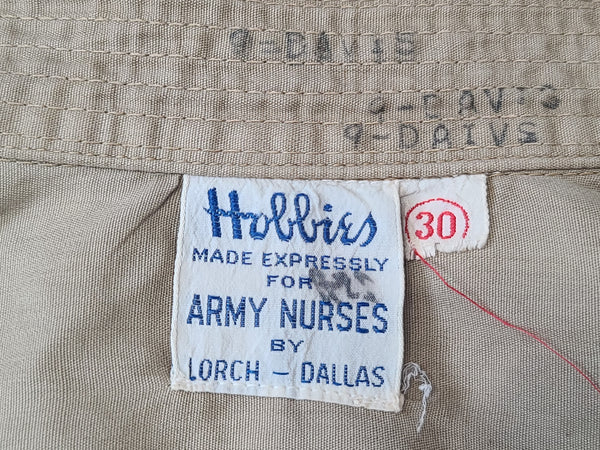 9-DAVIS
9-DAVIS
9-DAIVS
Hobbies
30
MADE EXPRESSLY
FOR
ARMY NURSES
BY
LORCH - DALLAS